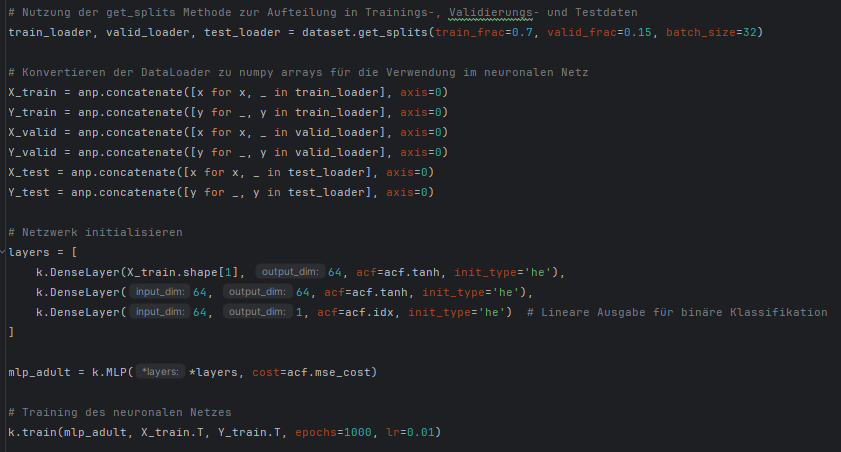 # Nutzung der get_splits Methode zur Aufteilung in Trainings-, Validierungs- und Testdaten
train_loader, valid_loader, test_loader = dataset.get_splits(train_frac=0.7, valid_frac=0.15, batch_size=32)
# Konvertieren der DataLoader zu numpy arrays für die Verwendung im neuronalen Netz
X_train = anp.concatenate([x for x, _ in train_loader], axis=0)
Y_train = anp.concatenate([y for _, y in train_loader], axis=0)
X_valid = anp.concatenate([x for x, _ in valid_loader], axis=0)
Y_valid = anp.concatenate([y for _, y in valid_loader], axis=0)
X_test = anp.concatenate([x for x, _ in test_loader], axis=0)
Y_test = anp.concatenate([y for _, y in test_loader], axis=0)
# Netzwerk initialisieren
layers = [
    k.DenseLayer(X_train.shape[1], output_dim: 64, acf=acf.tanh, init_type='he'),
    k.DenseLayer( input_dim: 64, output_dim: 64, acf=acf.tanh, init_type='he'),
    k.DenseLayer( input_dim: 64, output_dim: 1, acf=acf.idx, init_type='he')  # Lineare Ausgabe für binäre Klassifikation
]
mlp_adult = k.MLP( *layers: *layers, cost=acf.mse_cost)
# Training des neuronalen Netzes
k.train(mlp_adult, X_train.T, Y_train.T, epochs=1000, lr=0.01)